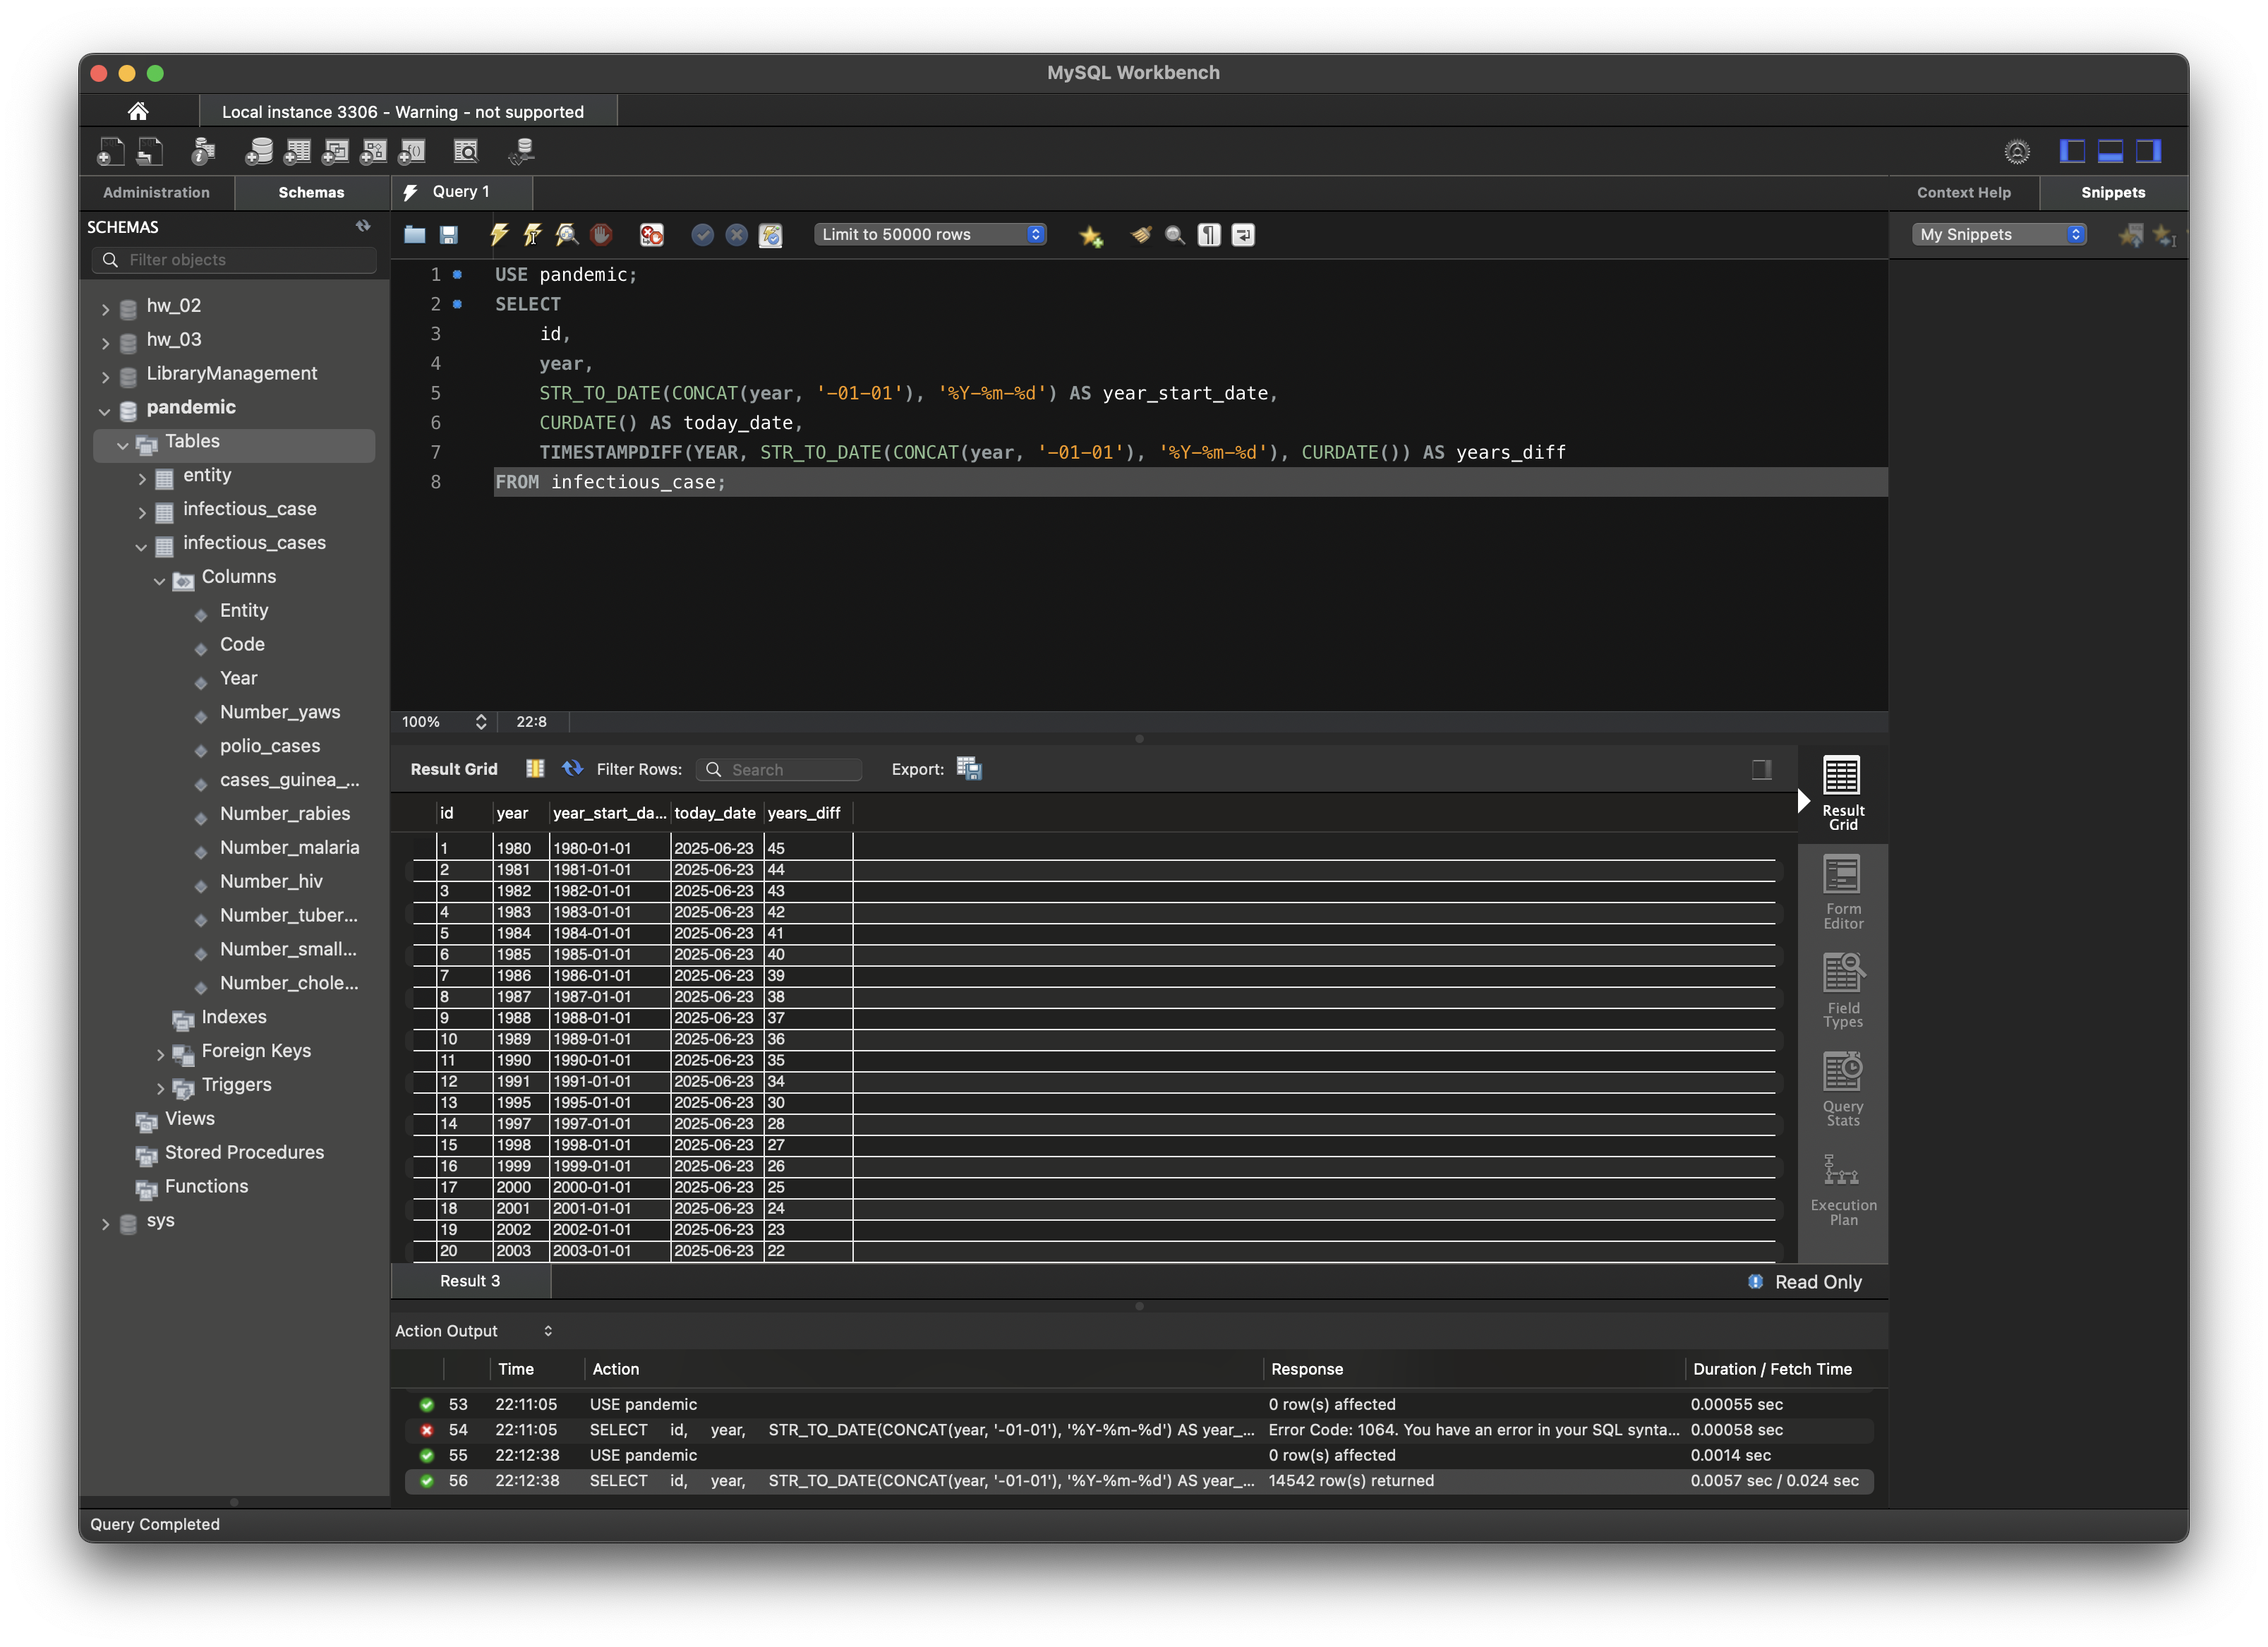 MySQL Workbench
Local instance 3306 - Warning - not supported
Administration
Schemas
Query 1
Context Help
Snippets
SCHEMAS
Filter objects
Limit to 50000 rows
My Snippets
hw_02
hw_03
LibraryManagement
pandemic
Tables
entity
infectious_case
infectious_cases
Columns
Entity
Code
Year
Number_yaws
polio_cases
cases_guinea_...
Number_rabies
Number_malaria
Number_hiv
Number_tuber...
Number_small...
Number_chole...
Indexes
Foreign Keys
Triggers
Views
Stored Procedures
Functions
sys
1 USE pandemic;
2 SELECT
3 id,
4 year,
5 STR_TO_DATE(CONCAT(year, '-01-01'), '%Y-%m-%d') AS year_start_date,
6 CURDATE() AS today_date,
7 TIMESTAMPDIFF(YEAR, STR_TO_DATE(CONCAT(year, '-01-01'), '%Y-%m-%d'), CURDATE()) AS years_diff
8 FROM infectious_case;
100% 22:8
Result Grid Filter Rows: Search Export:
id year year_start_da... today_date years_diff
1 1980 1980-01-01 2025-06-23 45
2 1981 1981-01-01 2025-06-23 44
3 1982 1982-01-01 2025-06-23 43
4 1983 1983-01-01 2025-06-23 42
5 1984 1984-01-01 2025-06-23 41
6 1985 1985-01-01 2025-06-23 40
7 1986 1986-01-01 2025-06-23 39
8 1987 1987-01-01 2025-06-23 38
9 1988 1988-01-01 2025-06-23 37
10 1989 1989-01-01 2025-06-23 36
11 1990 1990-01-01 2025-06-23 35
12 1991 1991-01-01 2025-06-23 34
13 1995 1995-01-01 2025-06-23 30
14 1997 1997-01-01 2025-06-23 28
15 1998 1998-01-01 2025-06-23 27
16 1999 1999-01-01 2025-06-23 26
17 2000 2000-01-01 2025-06-23 25
18 2001 2001-01-01 2025-06-23 24
19 2002 2002-01-01 2025-06-23 23
20 2003 2003-01-01 2025-06-23 22
Result
Grid
Form
Editor
Field
Types
Query
Stats
Execution
Plan
Result 3
Read Only
Action Output
Time Action Response Duration / Fetch Time
53 22:11:05 USE pandemic 0 row(s) affected 0.00055 sec
54 22:11:05 SELECT id, year, STR_TO_DATE(CONCAT(year, '-01-01'), '%Y-%m-%d') AS year_... Error Code: 1064. You have an error in your SQL synta... 0.00058 sec
55 22:12:38 USE pandemic 0 row(s) affected 0.0014 sec
56 22:12:38 SELECT id, year, STR_TO_DATE(CONCAT(year, '-01-01'), '%Y-%m-%d') AS year_... 14542 row(s) returned 0.0057 sec / 0.024 sec
Query Completed